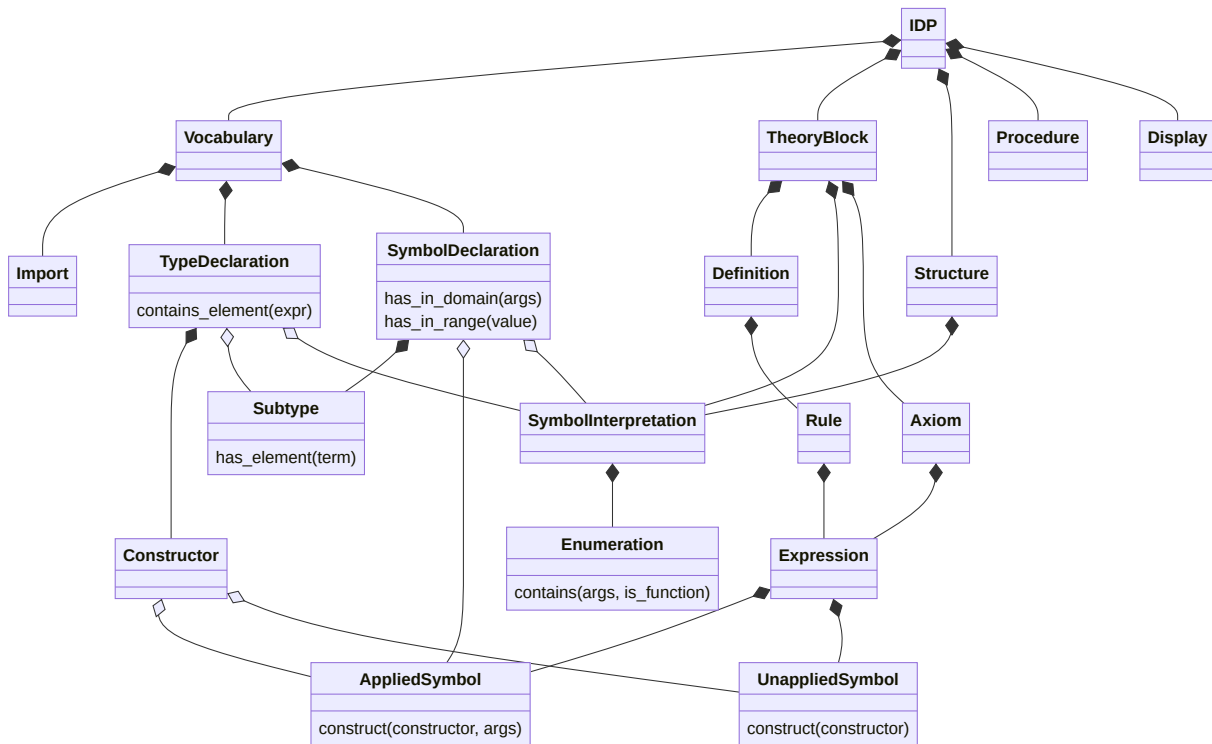 IDP
Vocabulary
TheoryBlock
Procedure
Display
Import
TypeDeclaration
contains_element(expr)
SymbolDeclaration
has_in_domain(args)
has_in_range(value)
Definition
Structure
Subtype
has_element(term)
SymbolInterpretation
Rule
Axiom
Constructor
Enumeration
contains(args, is_function)
Expression
AppliedSymbol
construct(constructor, args)
UnappliedSymbol
construct(constructor)